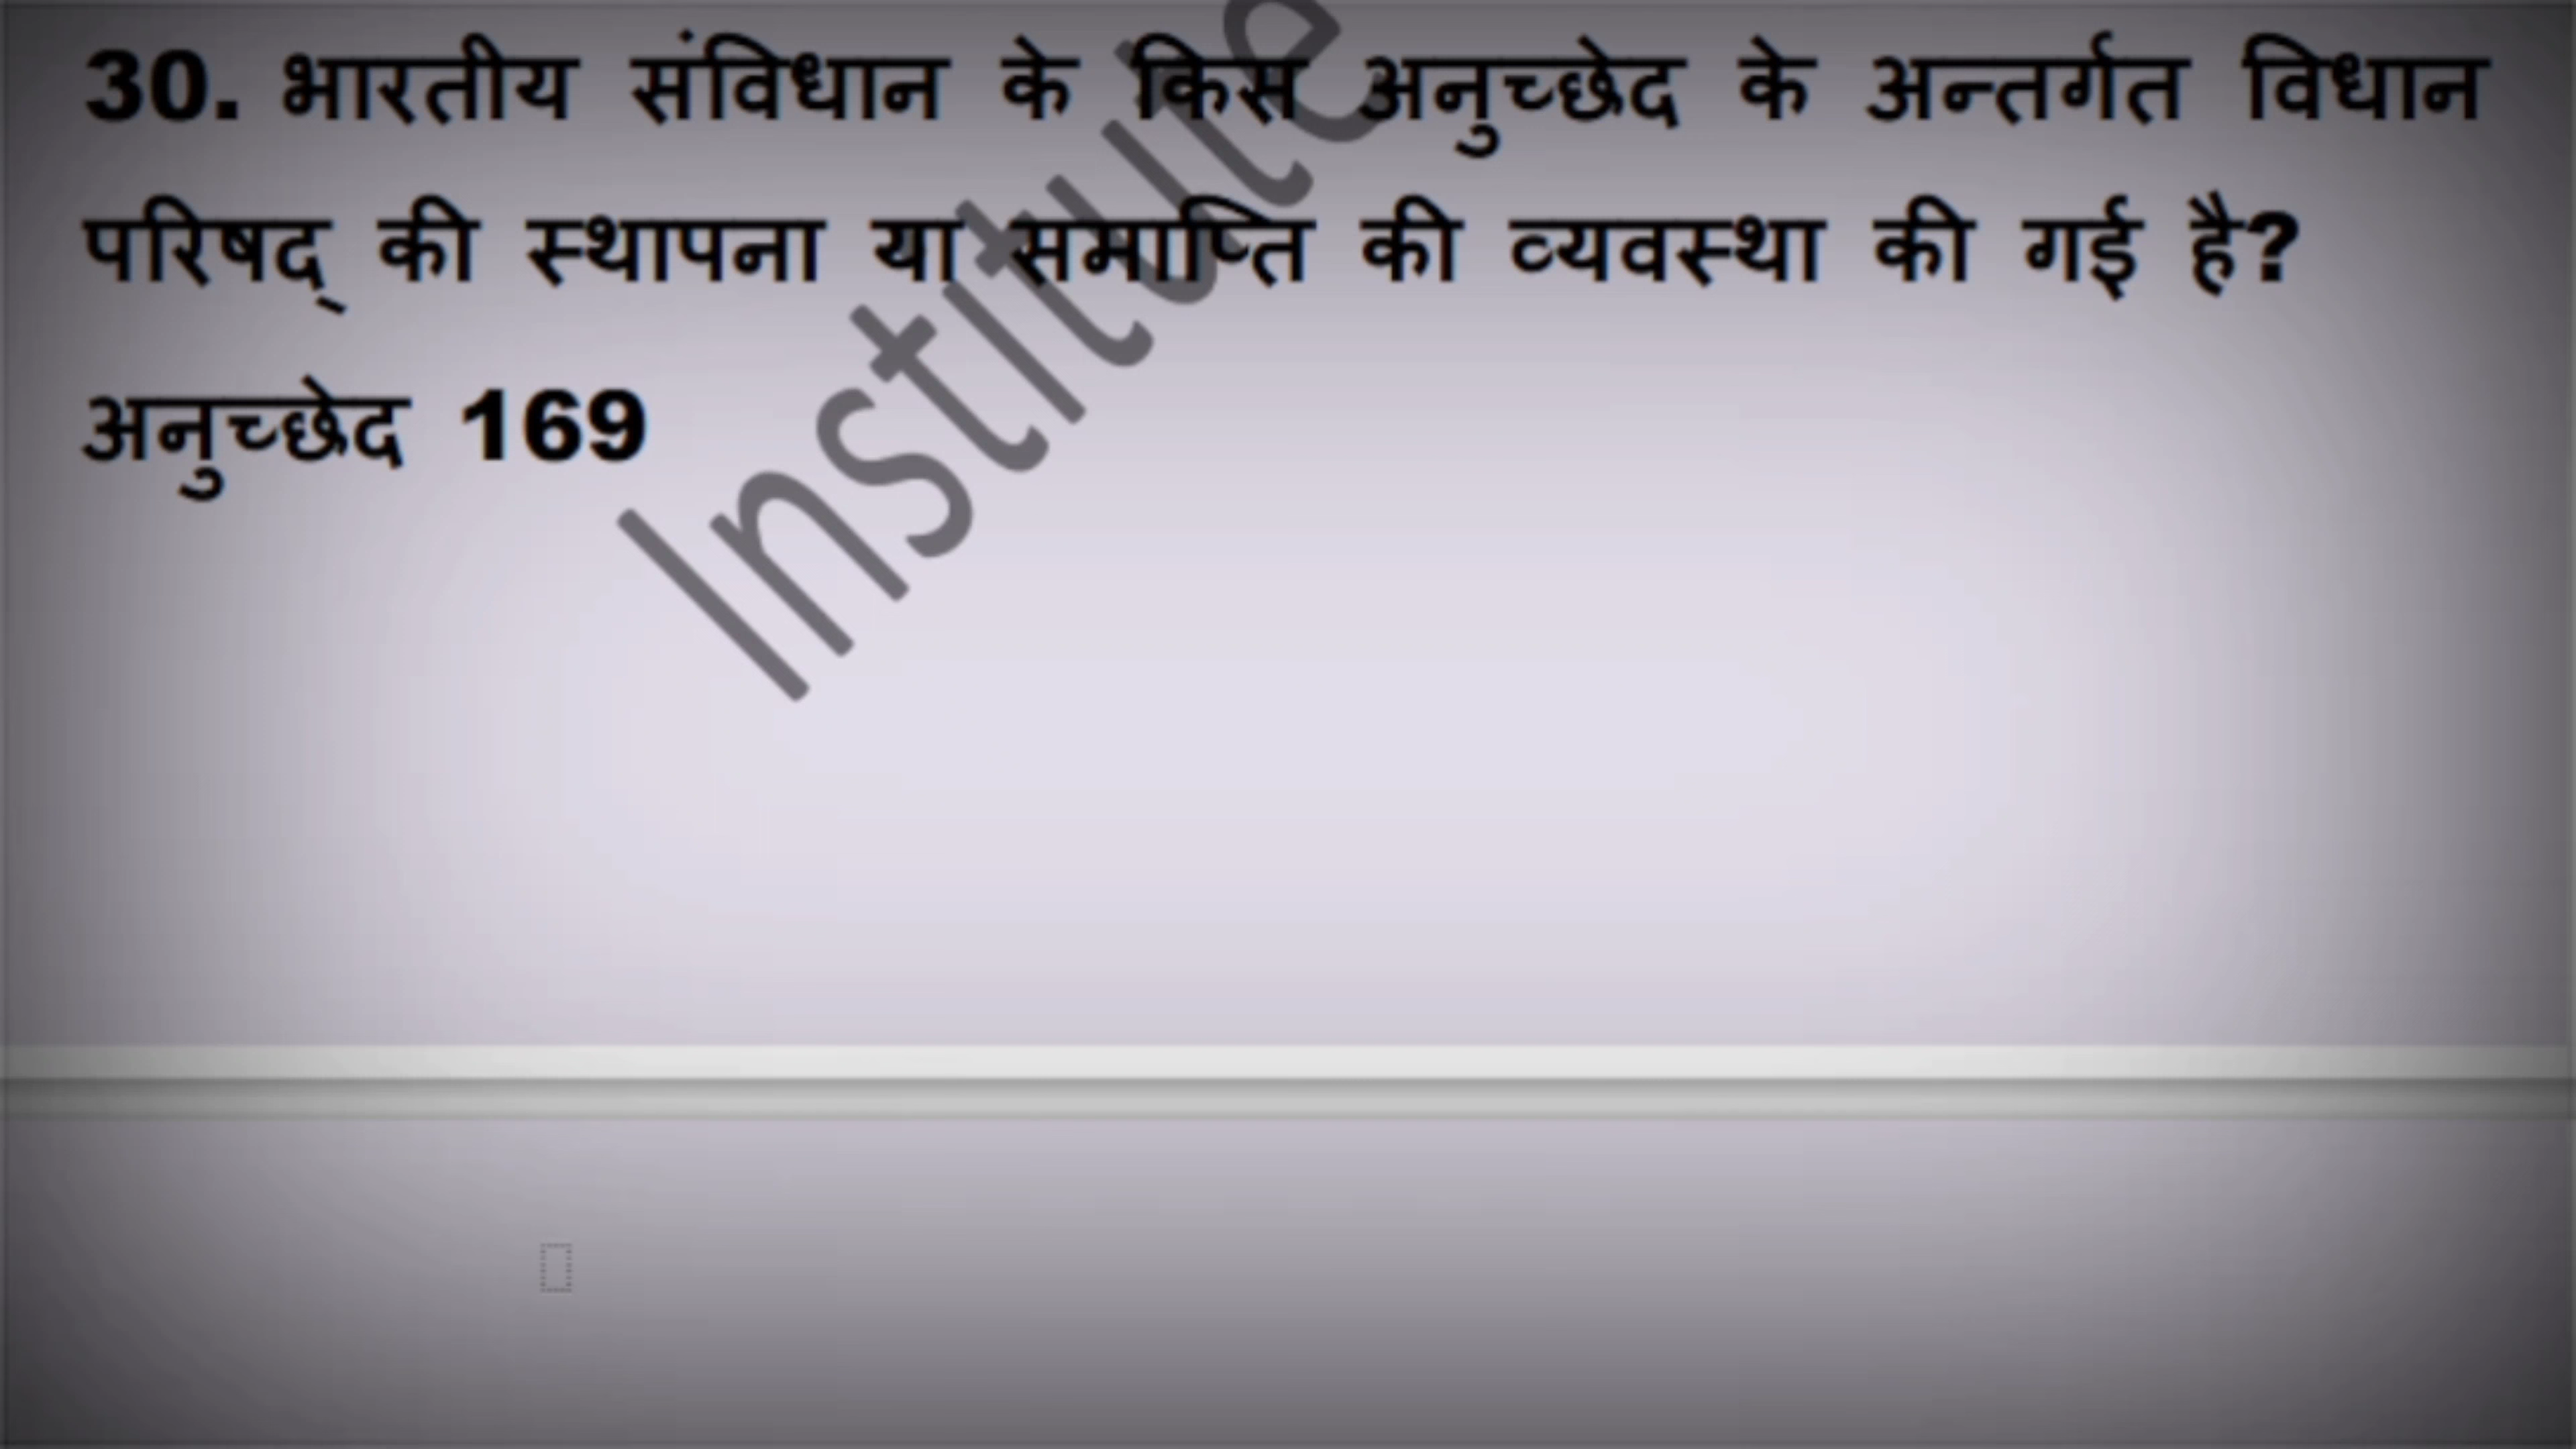 30. भारतीय संविधान के किस अनुच्छेद के अन्तर्गत विधान
परिषद् की स्थापना या समाप्ति की व्यवस्था की गई है?
अनुच्छेद 169
Institute